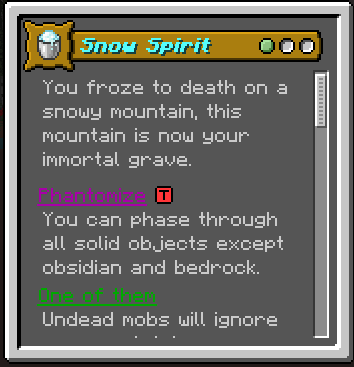 Snow Spirit
You froze to death on a
snowy mountain, this
mountain is now your
immortal grave.
Phantomize T
You can phase through
all solid objects except
obsidian and bedrock.
One of them
Undead mobs will ignore